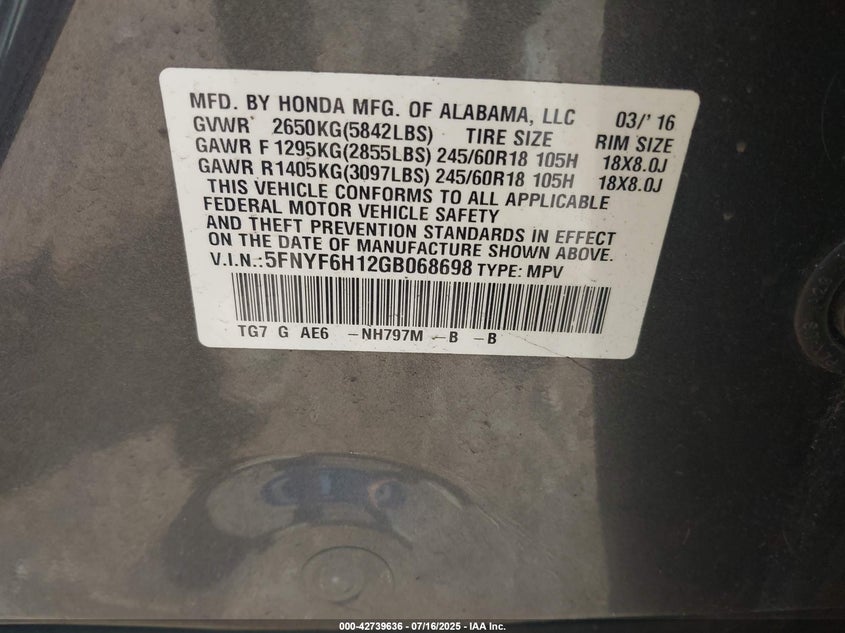 MFD. BY HONDA MFG. OF ALABAMA, LLC 03/'16
GVWR 2650KG(5842LBS) TIRE SIZE RIM SIZE
GAWR F 1295KG(2855LBS) 245/60R18 105H 18X8.0J
GAWR R1405KG(3097LBS) 245/60R18 105H 18X8.0J
THIS VEHICLE CONFORMS TO ALL APPLICABLE
FEDERAL MOTOR VEHICLE SAFETY
AND THEFT PREVENTION STANDARDS IN EFFECT
ON THE DATE OF MANUFACTURE SHOWN ABOVE.
V.I.N.:5FNYF6H12GB068698 TYPE: MPV
TG7 G AE6 -NH797M -B -B
000-42739636 - 07/16/2025 - IAA Inc.